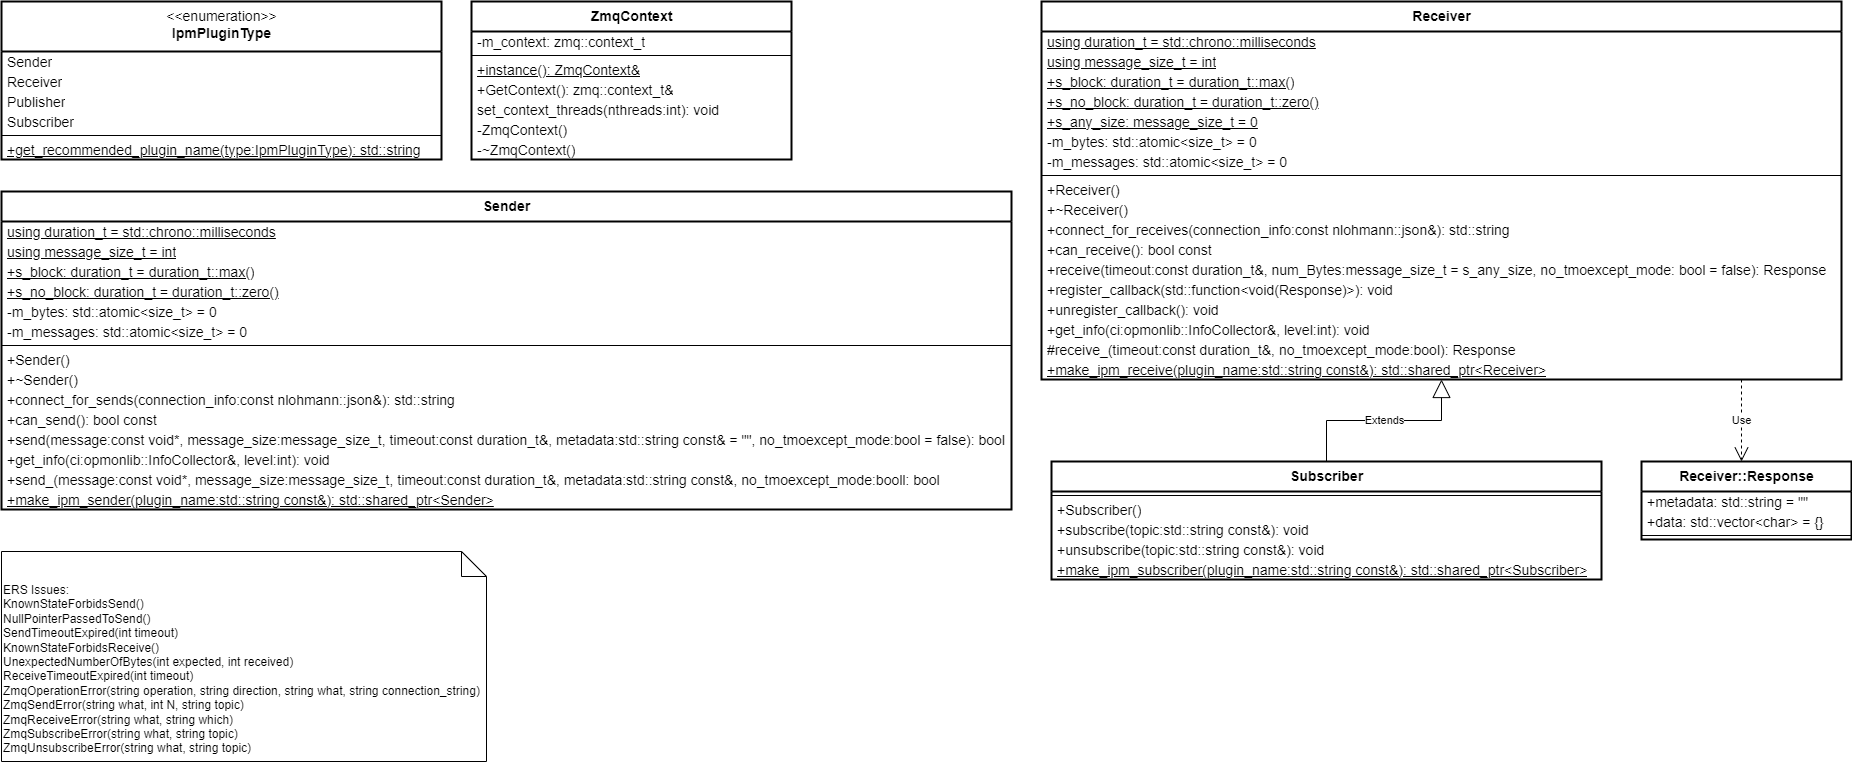 <<enumeration>>
IpmPluginType
Sender
Receiver
Publisher
Subscriber
+get_recommended_plugin_name(type:IpmPluginType): std::string
ZmqContext
-m_context: zmq::context_t
+instance(): ZmqContext&
+GetContext(): zmq::context_t&
set_context_threads(nthreads:int): void
-ZmqContext()
-~ZmqContext()
Receiver
using duration_t = std::chrono::milliseconds
using message_size_t = int
+s_block: duration_t = duration_t::max()
+s_no_block: duration_t = duration_t::zero()
+s_any_size: message_size_t = 0
-m_bytes: std::atomic<size_t> = 0
-m_messages: std::atomic<size_t> = 0
+Receiver()
+~Receiver()
+connect_for_receives(connection_info:const nlohmann::json&): std::string
+can_receive(): bool const
+receive(timeout:const duration_t&, num_Bytes:message_size_t = s_any_size, no_tmoexcept_mode: bool = false): Response
+register_callback(std::function<void(Response)>): void
+unregister_callback(): void
+get_info(ci:opmonlib::InfoCollector&, level:int): void
#receive_(timeout:const duration_t&, no_tmoexcept_mode:bool): Response
+make_ipm_receive(plugin_name:std::string const&): std::shared_ptr<Receiver>
Sender
using duration_t = std::chrono::milliseconds
using message_size_t = int
+s_block: duration_t = duration_t::max()
+s_no_block: duration_t = duration_t::zero()
-m_bytes: std::atomic<size_t> = 0
-m_messages: std::atomic<size_t> = 0
+Sender()
+~Sender()
+connect_for_sends(connection_info:const nlohmann::json&): std::string
+can_send(): bool const
+send(message:const void*, message_size:message_size_t, timeout:const duration_t&, metadata:std::string const& = "", no_tmoexcept_mode:bool = false): bool
+get_info(ci:opmonlib::InfoCollector&, level:int): void
+send_(message:const void*, message_size:message_size_t, timeout:const duration_t&, metadata:std::string const&, no_tmoexcept_mode:booll: bool
+make_ipm_sender(plugin_name:std::string const&): std::shared_ptr<Sender>
Extends
Use
Subscriber
+Subscriber()
+subscribe(topic:std::string const&): void
+unsubscribe(topic:std::string const&): void
+make_ipm_subscriber(plugin_name:std::string const&): std::shared_ptr<Subscriber>
Receiver::Response
+metadata: std::string = ""
+data: std::vector<char> = {}
ERS Issues:
KnownStateForbidsSend()
NullPointerPassedToSend()
SendTimeoutExpired(int timeout)
KnownStateForbidsReceive()
UnexpectedNumberOfBytes(int expected, int received)
ReceiveTimeoutExpired(int timeout)
ZmqOperationError(string operation, string direction, string what, string connection_string)
ZmqSendError(string what, int N, string topic)
ZmqReceiveError(string what, string which)
ZmqSubscribeError(string what, string topic)
ZmqUnsubscribeError(string what, string topic)